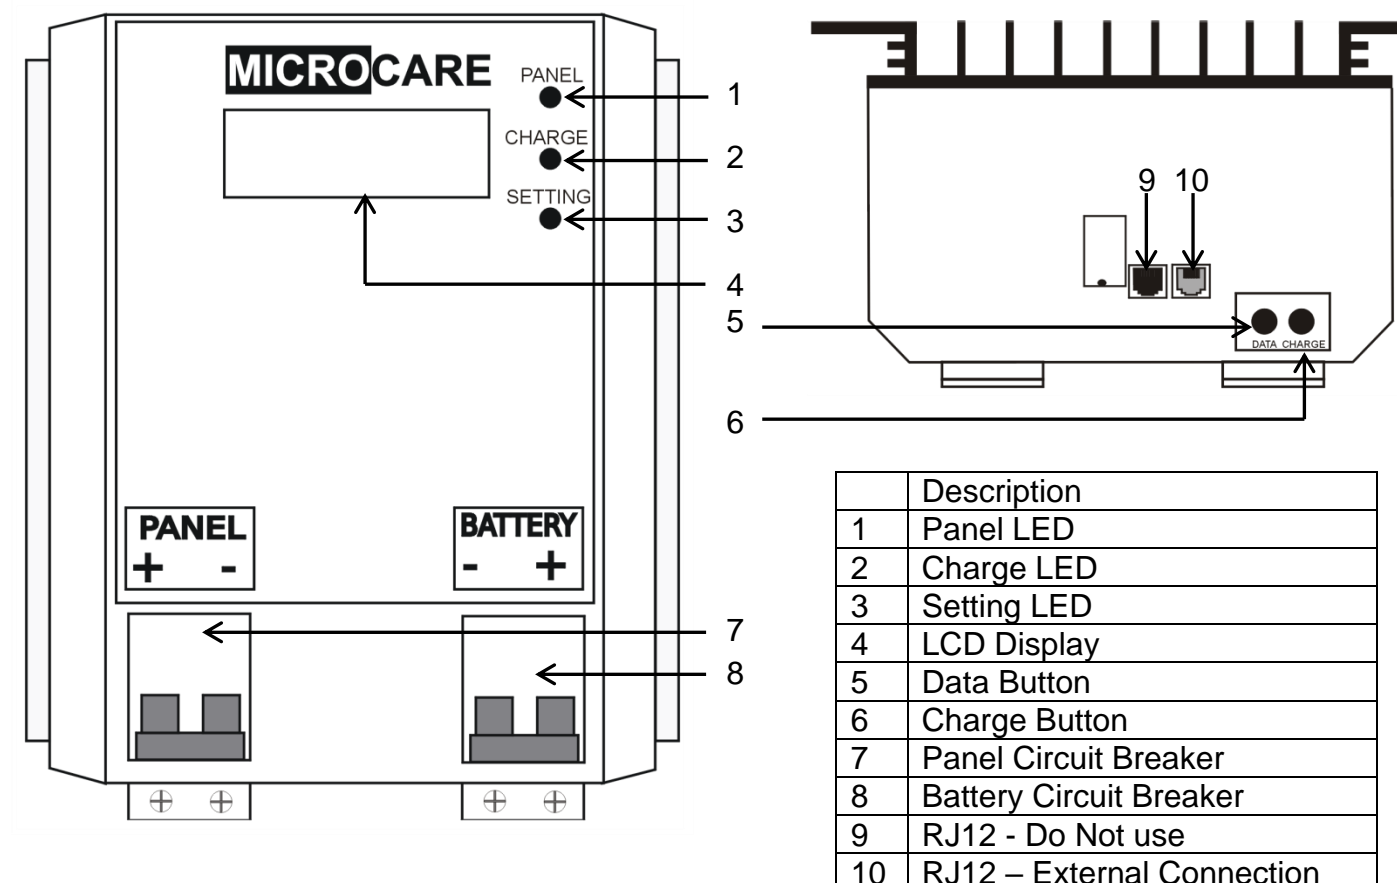 MICROCARE
PANEL
1
CHARGE
2
SETTING
3
4
5
6
PANEL
+ -
BATTERY
- +
7
8
9 10
DATA CHARGE
Description
1 Panel LED
2 Charge LED
3 Setting LED
4 LCD Display
5 Data Button
6 Charge Button
7 Panel Circuit Breaker
8 Battery Circuit Breaker
9 RJ12 - Do Not use
10 RJ12 – External Connection